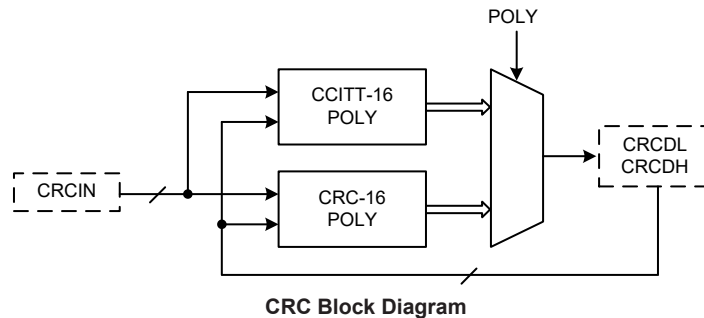 POLY
CCITT-16
POLY
CRCDL
CRCDH
CRCIN
CRC-16
POLY
CRC Block Diagram